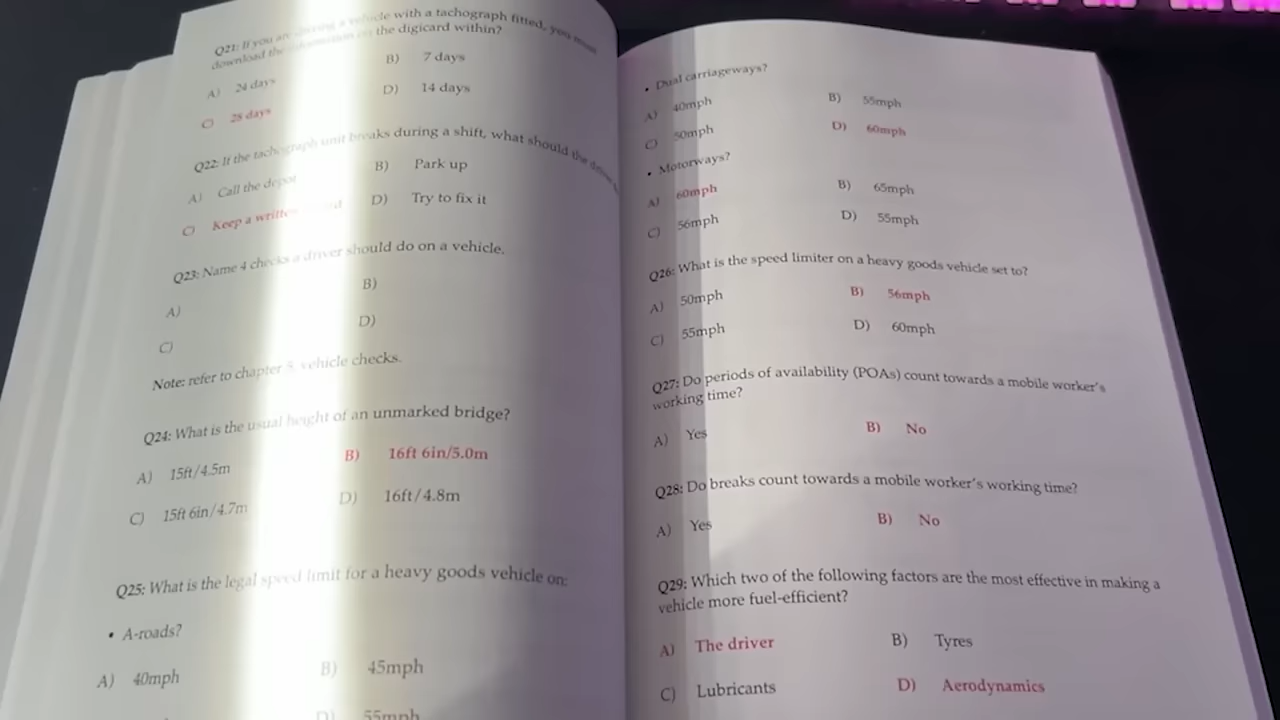 Q21: If you are driving a vehicle with a tachograph fitted, you must
download the information on the digicard within?
A) 24 days B) 7 days
C) 28 days D) 14 days
Q22: If the tachograph unit breaks during a shift, what should the driver
A) Call the depot B) Park up
C) Keep a written D) Try to fix it
Q23: Name 4 checks a driver should do on a vehicle.
A) B)
C) D)
Note: refer to chapter 5, vehicle checks.
Q24: What is the usual height of an unmarked bridge?
A) 15ft/4.5m B) 16ft 6in/5.0m
C) 15ft 6in/4.7m D) 16ft/4.8m
Q25: What is the legal speed limit for a heavy goods vehicle on:
• A-roads?
A) 40mph B) 45mph
D) 55mph
• Dual carriageways?
A) 40mph B) 55mph
C) 50mph D) 60mph
• Motorways?
A) 60mph B) 65mph
C) 56mph D) 55mph
Q26: What is the speed limiter on a heavy goods vehicle set to?
A) 50mph B) 56mph
C) 55mph D) 60mph
Q27: Do periods of availability (POAs) count towards a mobile worker's
working time?
A) Yes B) No
Q28: Do breaks count towards a mobile worker's working time?
A) Yes B) No
Q29: Which two of the following factors are the most effective in making a
vehicle more fuel-efficient?
A) The driver B) Tyres
C) Lubricants D) Aerodynamics